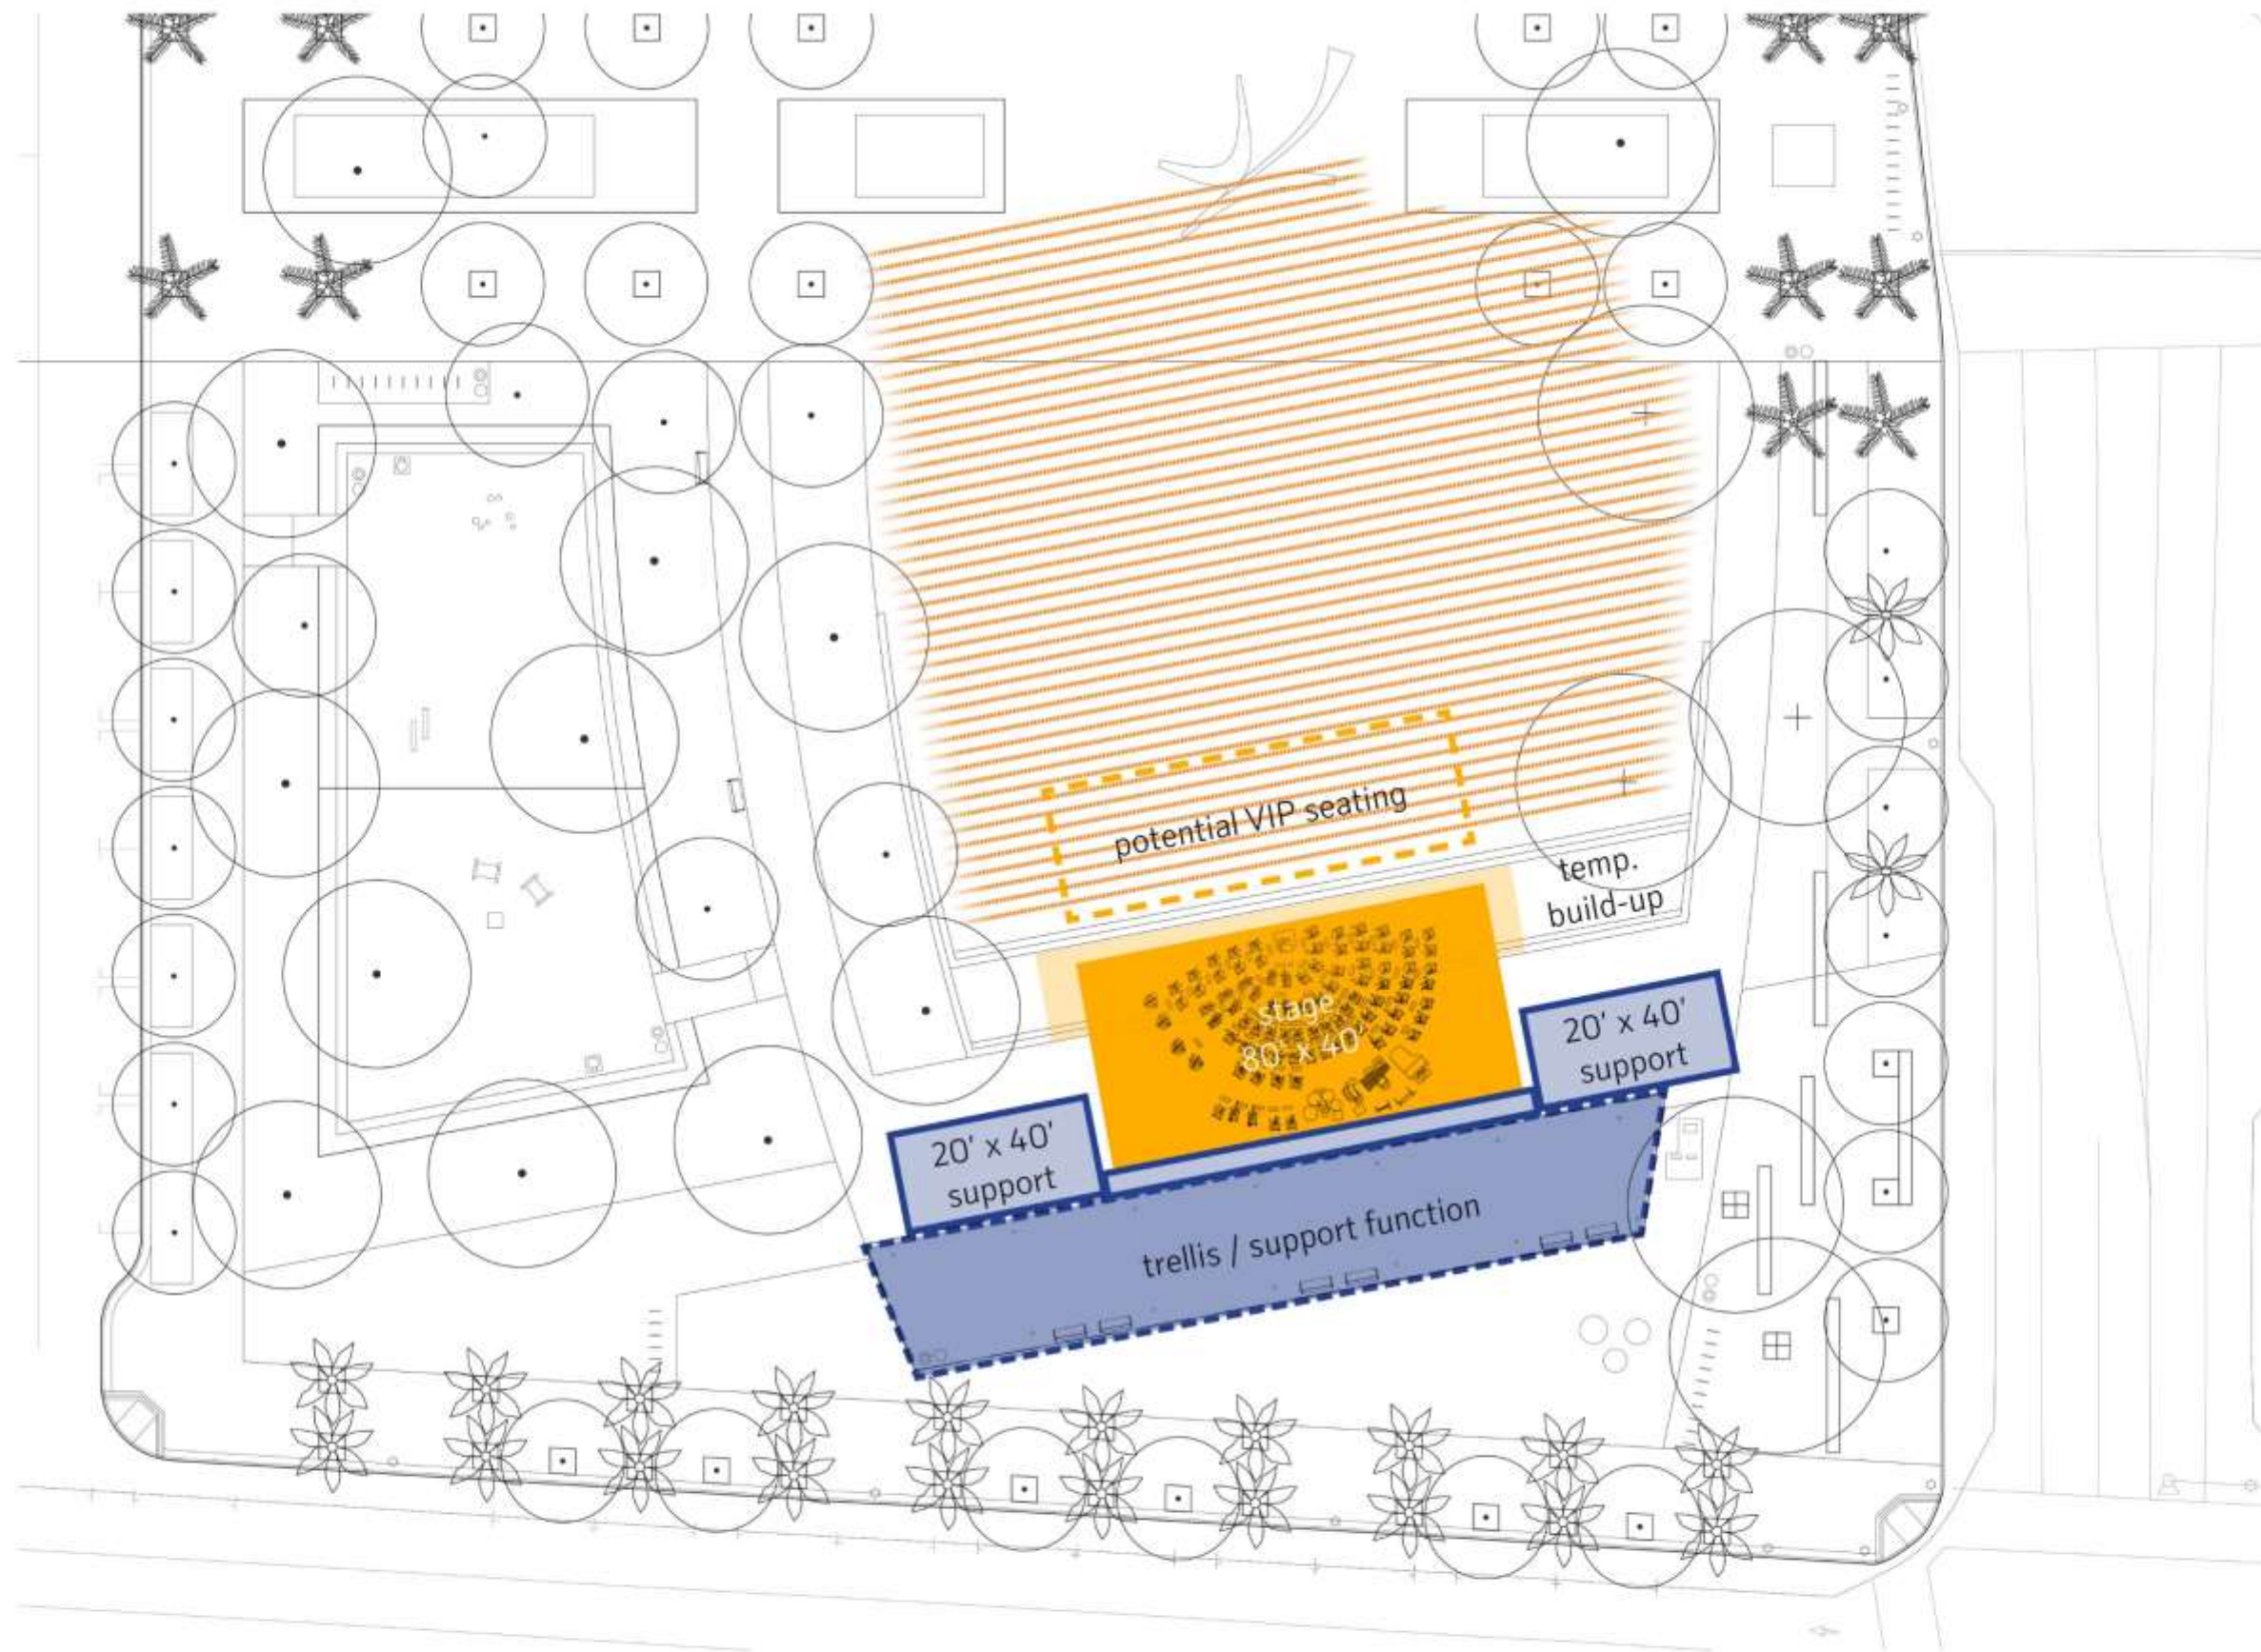 potential VIP seating
temp.
build-up
stage
80' x 40'
20' x 40'
support
20' x 40'
support
trellis / support function